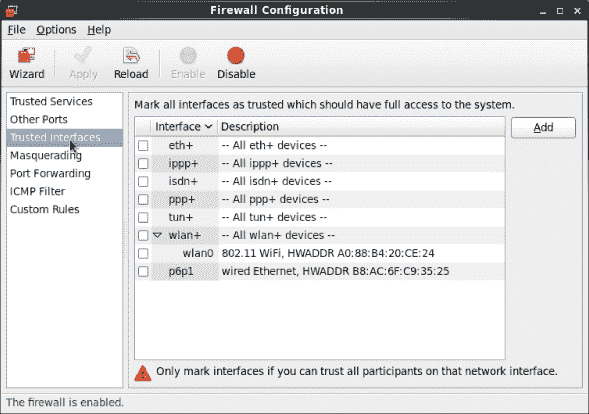 Firewall Configuration
File Options Help
Wizard Apply Reload Enable Disable
Trusted Services
Other Ports
Trusted Interfaces
Masquerading
Port Forwarding
ICMP Filter
Custom Rules
Mark all interfaces as trusted which should have full access to the system.
Interface Description
eth+ -- All eth+ devices --
ippp+ -- All ippp+ devices --
isdn+ -- All isdn+ devices --
ppp+ -- All ppp+ devices --
tun+ -- All tun+ devices --
wlan+ -- All wlan+ devices --
wlan0 802.11 WiFi, HWADDR A0:88:B4:20:CE:24
p6p1 wired Ethernet, HWADDR B8:AC:6F:C9:35:25
Add
Only mark interfaces if you can trust all participants on that network interface.
The firewall is enabled.